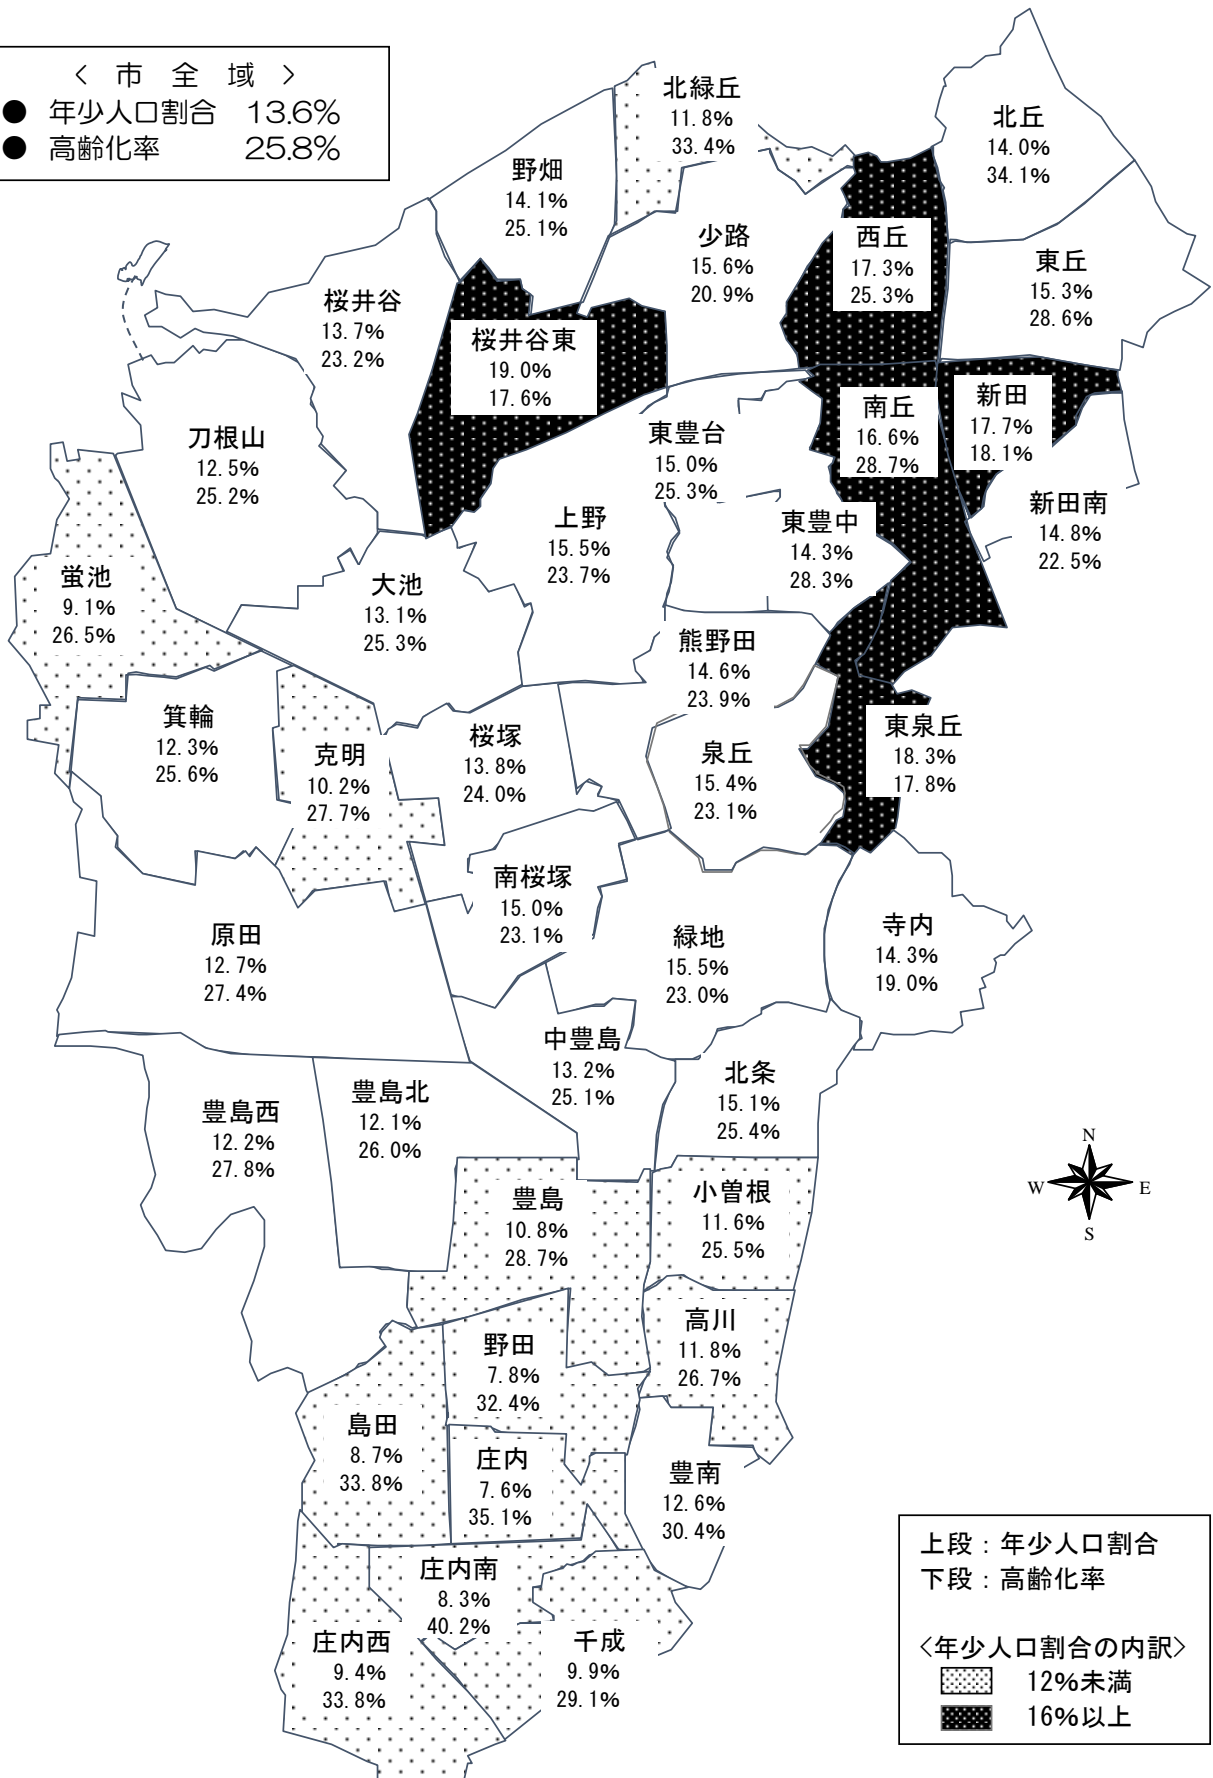 < 市 全 域 >
● 年少人口割合 13.6%
● 高齢化率 25.8%
北緑丘
11.8%
33.4%
北丘
14.0%
34.1%
野畑
14.1%
25.1%
少路
15.6%
20.9%
西丘
17.3%
25.3%
東丘
15.3%
28.6%
桜井谷
13.7%
23.2%
桜井谷東
19.0%
17.6%
新田
17.7%
18.1%
南丘
16.6%
28.7%
刀根山
12.5%
25.2%
東豊台
15.0%
25.3%
新田南
14.8%
22.5%
上野
15.5%
23.7%
東豊中
14.3%
28.3%
蛍池
9.1%
26.5%
大池
13.1%
25.3%
熊野田
14.6%
23.9%
箕輪
12.3%
25.6%
克明
10.2%
27.7%
桜塚
13.8%
24.0%
泉丘
15.4%
23.1%
東泉丘
18.3%
17.8%
南桜塚
15.0%
23.1%
原田
12.7%
27.4%
緑地
15.5%
23.0%
寺内
14.3%
19.0%
中豊島
13.2%
25.1%
北条
15.1%
25.4%
豊島西
12.2%
27.8%
豊島北
12.1%
26.0%
N
W
E
S
豊島
10.8%
28.7%
小曽根
11.6%
25.5%
高川
11.8%
26.7%
野田
7.8%
32.4%
島田
8.7%
33.8%
庄内
7.6%
35.1%
豊南
12.6%
30.4%
庄内南
8.3%
40.2%
庄内西
9.4%
33.8%
千成
9.9%
29.1%
上段：年少人口割合
下段：高齢化率
<年少人口割合の内訳>
12%未満
16%以上